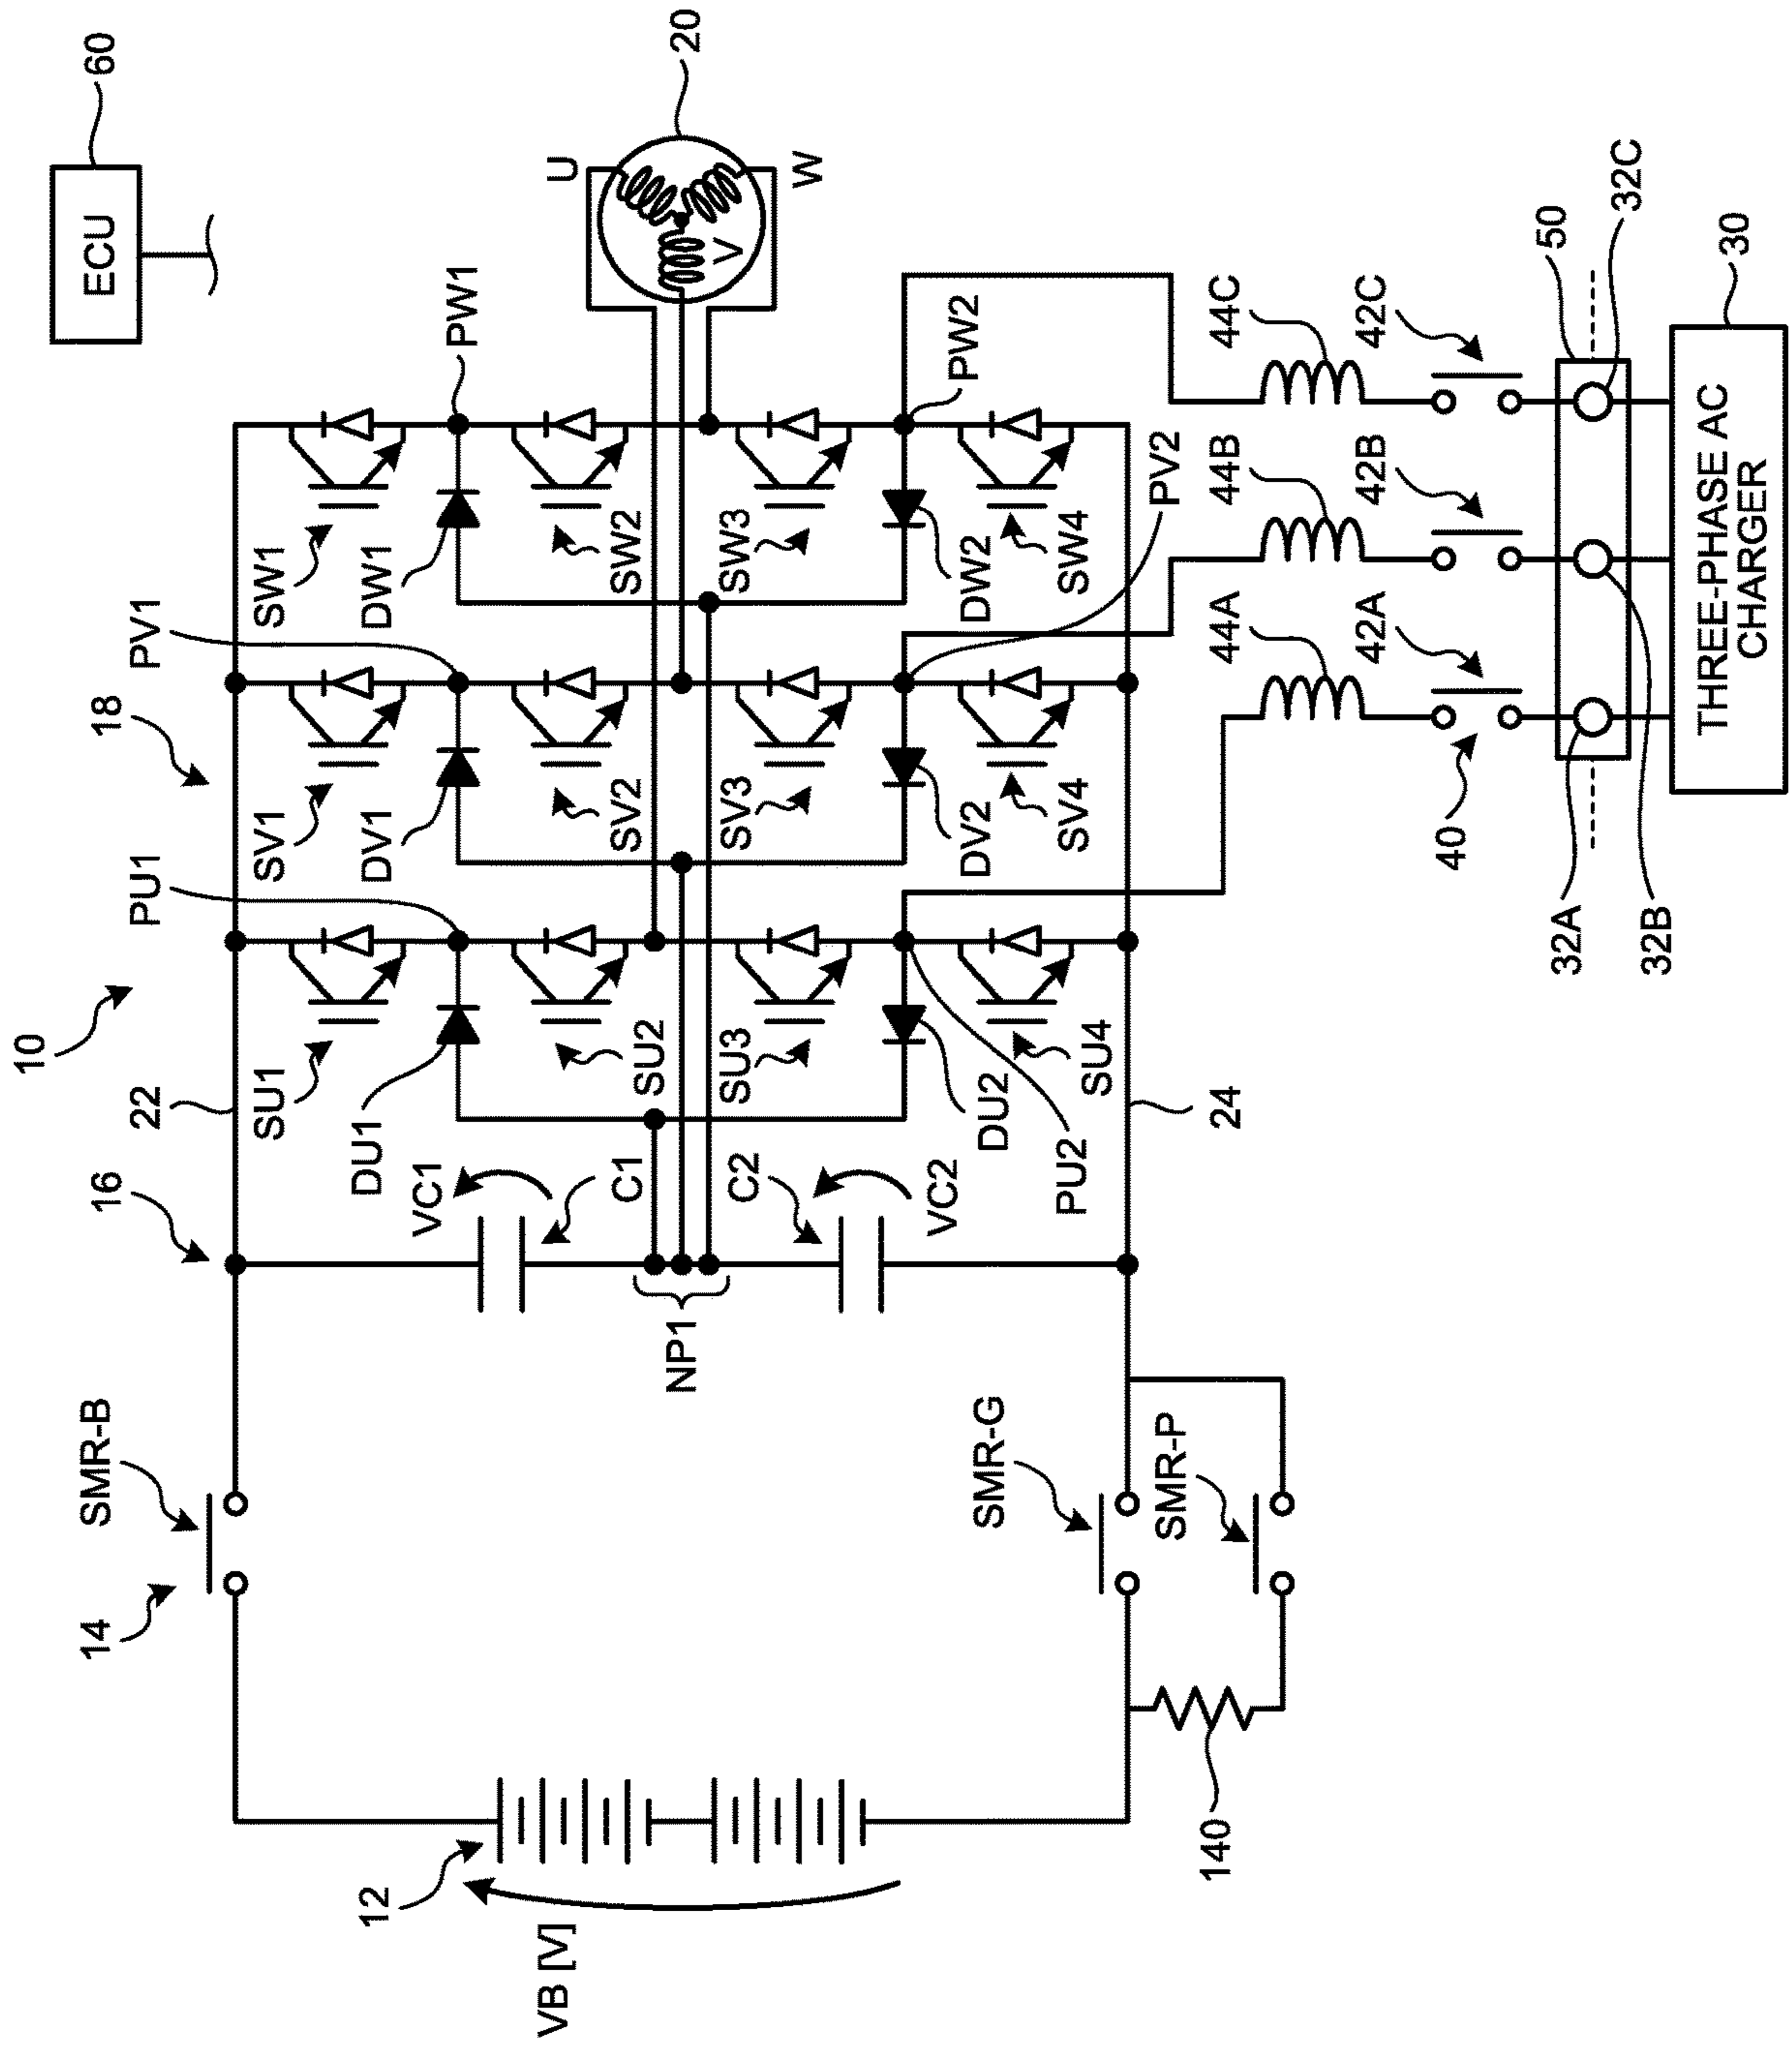 60
ECU
20
U
V
W
10
18
16
14
12
22
24
SMR-B
SMR-G
SMR-P
140
VB [V]
VC1
C1
C2
VC2
NP1
PU1
PV1
PW1
SU1
SV1
SW1
DU1
DV1
DW1
SU2
SV2
SW2
SU3
SV3
SW3
DU2
DV2
DW2
SU4
SV4
SW4
PU2
PV2
PW2
44A
44B
44C
42A
42B
42C
40
50
32A
32B
32C
30
THREE-PHASE AC
CHARGER